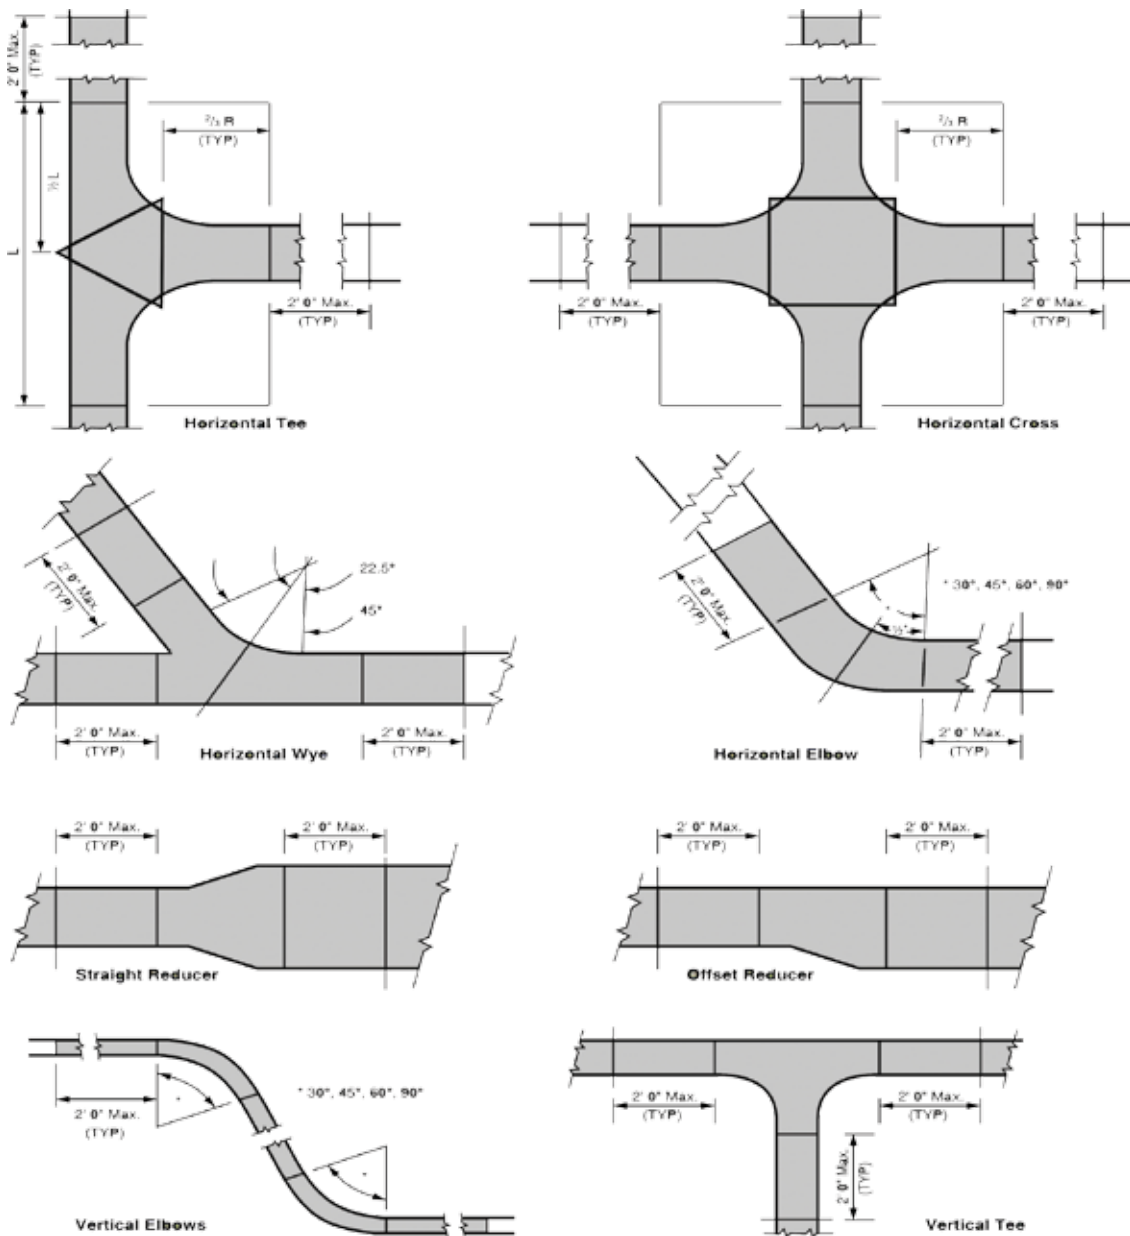 2' 0" Max.
(TYP)
L
½ L
²/₃ R
(TYP)
2' 0" Max.
(TYP)
Horizontal Tee
²/₃ R
(TYP)
2' 0" Max.
(TYP)
2' 0" Max.
(TYP)
Horizontal Cross
2' 0" Max.
(TYP)
22.5°
45°
2' 0" Max.
(TYP)
2' 0" Max.
(TYP)
Horizontal Wye
2' 0" Max.
(TYP)
* 30°, 45°, 60°, 90°
*
½*
2' 0" Max.
(TYP)
Horizontal Elbow
2' 0" Max.
(TYP)
2' 0" Max.
(TYP)
Straight Reducer
2' 0" Max.
(TYP)
2' 0" Max.
(TYP)
Offset Reducer
2' 0" Max.
(TYP)
*
* 30°, 45°, 60°, 90°
*
Vertical Elbows
2' 0" Max.
(TYP)
2' 0" Max.
(TYP)
2' 0" Max.
(TYP)
Vertical Tee